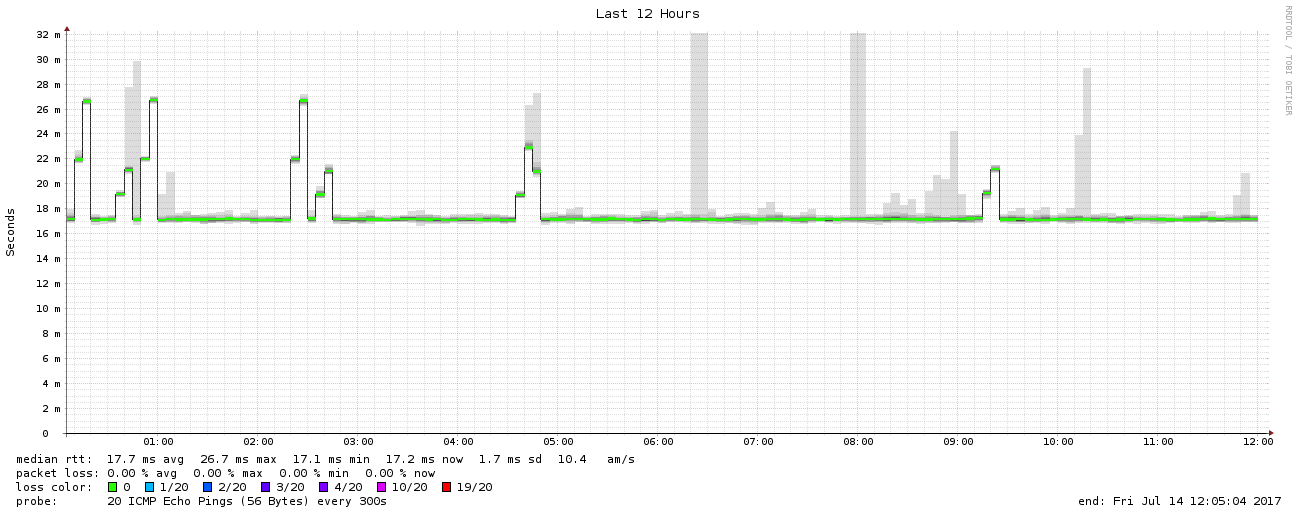 Last 12 Hours
RRDTOOL / TOBI OETIKER
Seconds
32 m
30 m
28 m
26 m
24 m
22 m
20 m
18 m
16 m
14 m
12 m
10 m
8 m
6 m
4 m
2 m
0
01:00 02:00 03:00 04:00 05:00 06:00 07:00 08:00 09:00 10:00 11:00 12:00
median rtt: 17.7 ms avg 26.7 ms max 17.1 ms min 17.2 ms now 1.7 ms sd 10.4 am/s
packet loss: 0.00 % avg 0.00 % max 0.00 % min 0.00 % now
loss color: 0 1/20 2/20 3/20 4/20 10/20 19/20
probe: 20 ICMP Echo Pings (56 Bytes) every 300s end: Fri Jul 14 12:05:04 2017